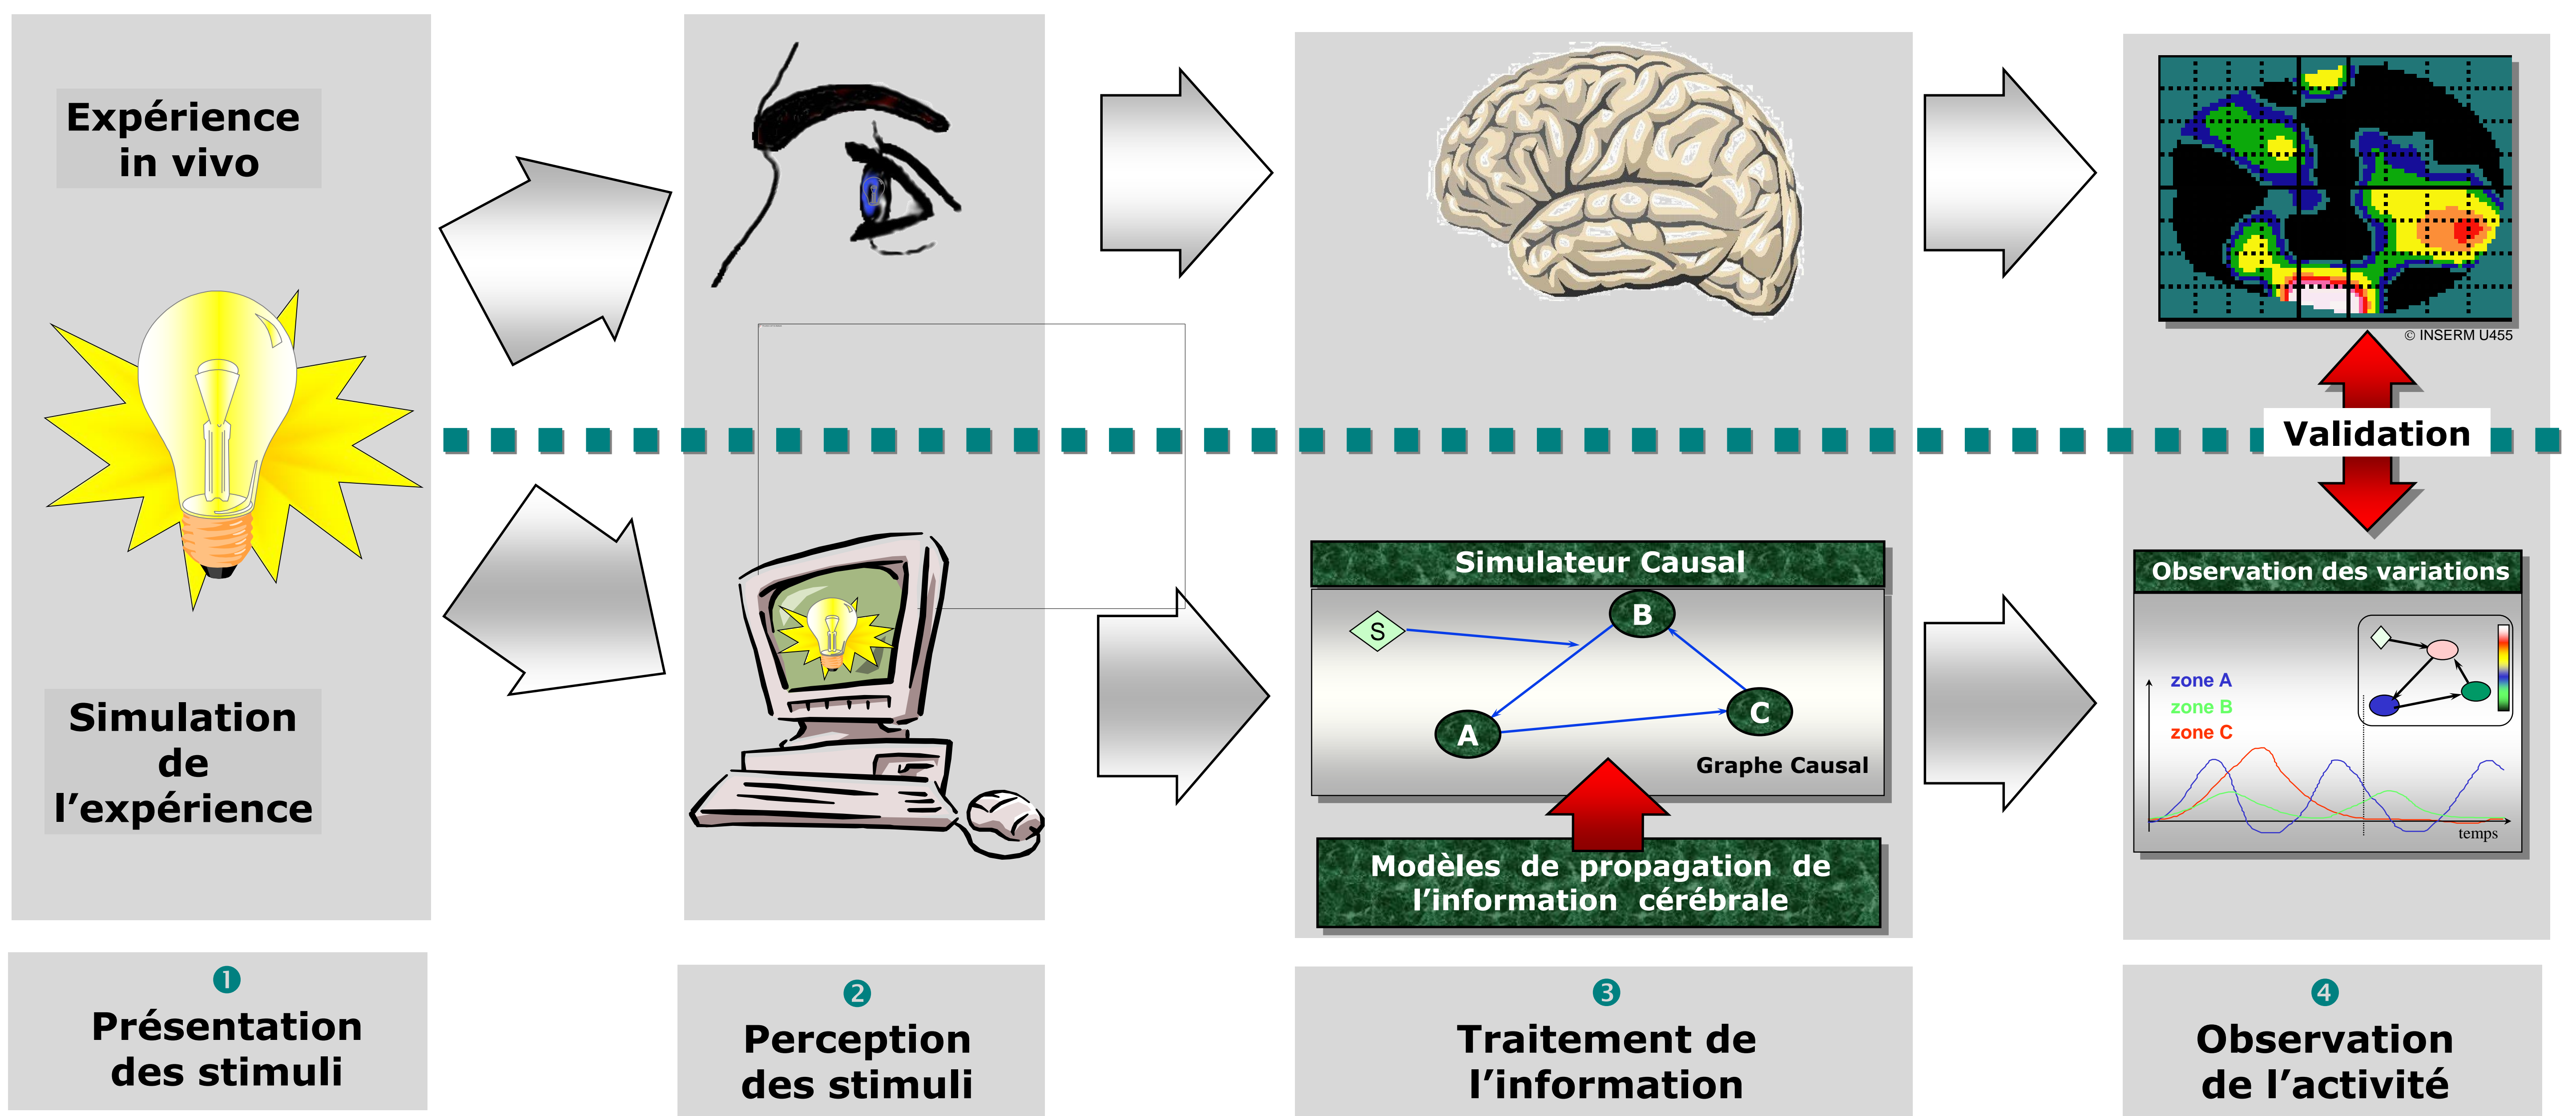 Expérience
in vivo
Simulation
de
l’expérience
© INSERM U455
Validation
Simulateur Causal
S
B
A
C
Graphe Causal
Modèles de propagation de
l’information cérébrale
Observation des variations
zone A
zone B
zone C
temps
❶
Présentation
des stimuli
❷
Perception
des stimuli
❸
Traitement de
l’information
❹
Observation
de l’activité